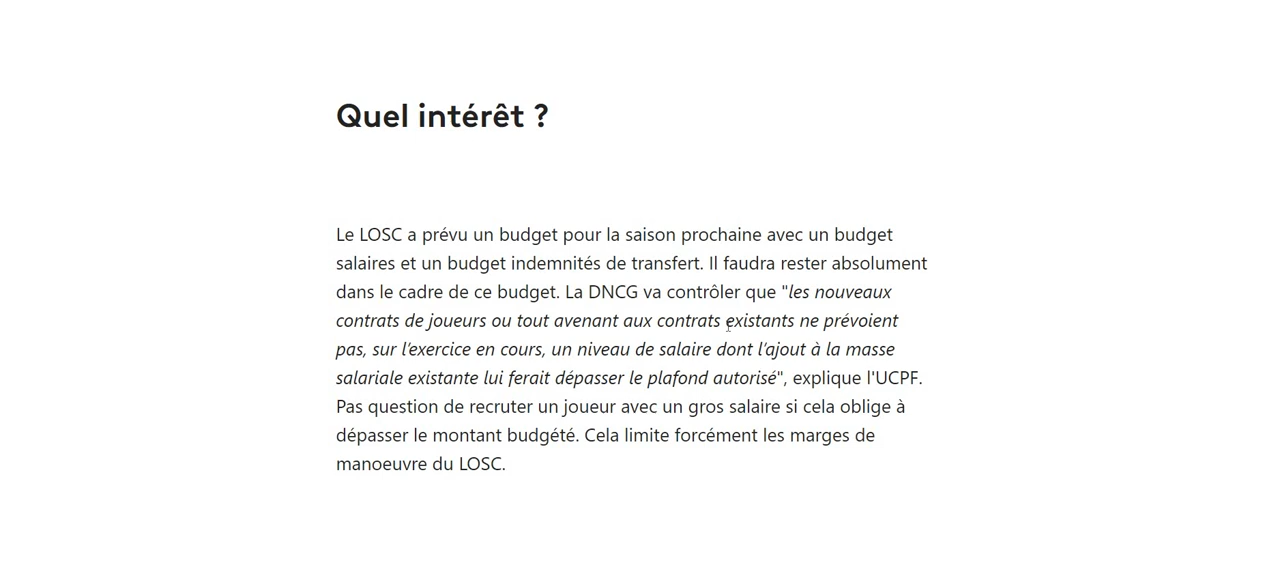 Quel intérêt ?
Le LOSC a prévu un budget pour la saison prochaine avec un budget
salaires et un budget indemnités de transfert. Il faudra rester absolument
dans le cadre de ce budget. La DNCG va contrôler que "les nouveaux
contrats de joueurs ou tout avenant aux contrats existants ne prévoient
pas, sur l’exercice en cours, un niveau de salaire dont l’ajout à la masse
salariale existante lui ferait dépasser le plafond autorisé", explique l'UCPF.
Pas question de recruter un joueur avec un gros salaire si cela oblige à
dépasser le montant budgété. Cela limite forcément les marges de
manoeuvre du LOSC.